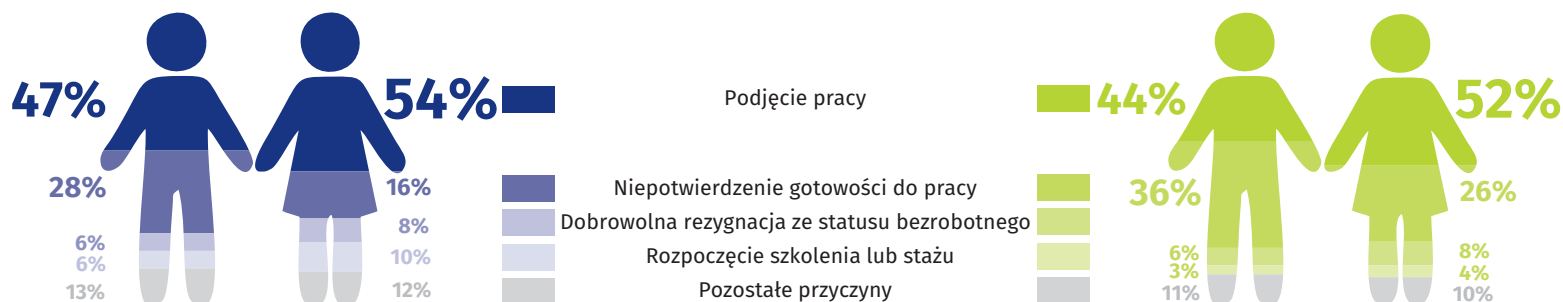 47% 54% Podjęcie pracy 44% 52%
28% 16% Niepotwierdzenie gotowości do pracy 36% 26%
6% 8% Dobrowolna rezygnacja ze statusu bezrobotnego 6% 8%
6% 10% Rozpoczęcie szkolenia lub stażu 3% 4%
13% 12% Pozostałe przyczyny 11% 10%